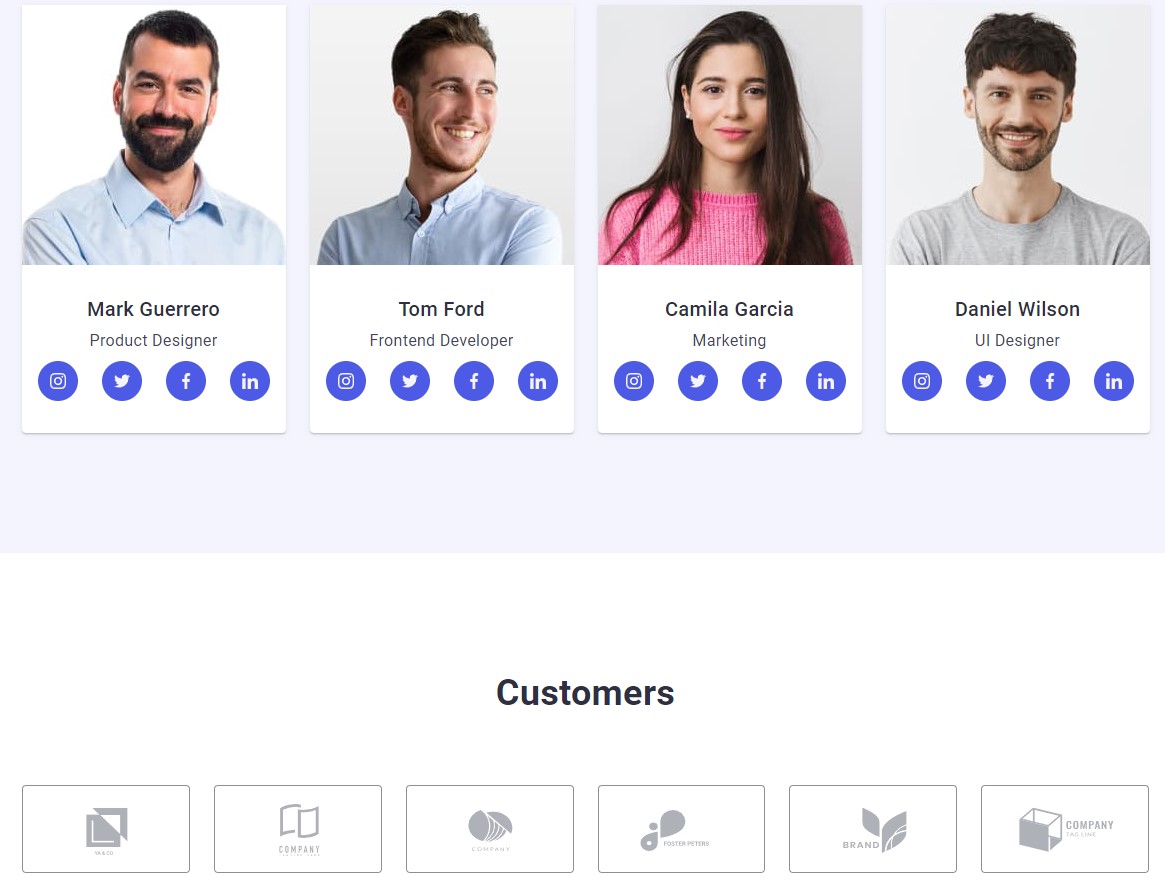 Mark Guerrero
Product Designer
Tom Ford
Frontend Developer
Camila Garcia
Marketing
Daniel Wilson
UI Designer
Customers
YA & CO
COMPANY
COMPANY
FOSTER PETERS
BRAND
COMPANY
TAG LINE